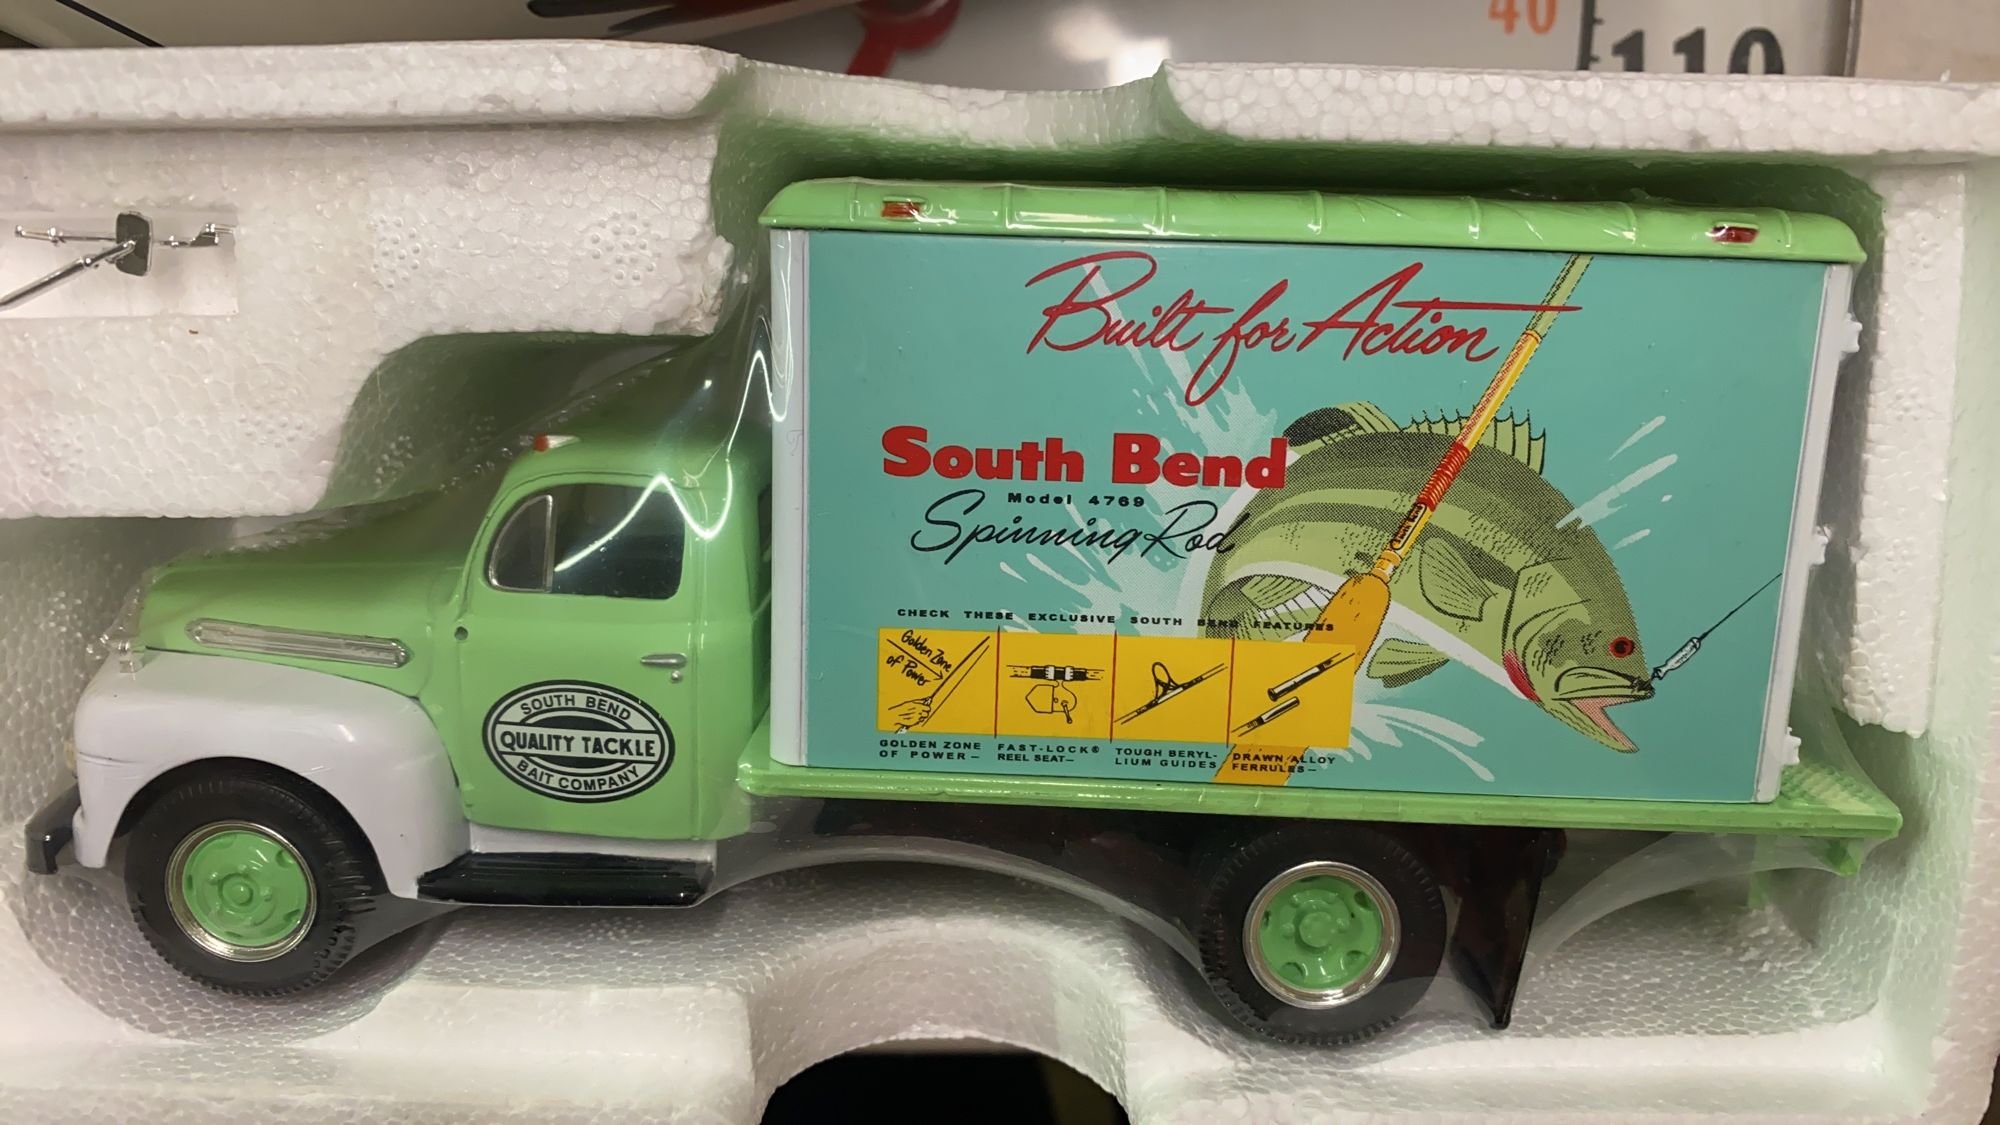 40
110
Built for Action
South Bend
Model 4769
Spinning Rod
South Bend
CHECK THESE EXCLUSIVE SOUTH BEND FEATURES
Golden Zone
of Power
GOLDEN ZONE
OF POWER—
FAST-LOCK®
REEL SEAT—
TOUGH BERYL-
LIUM GUIDES
DRAWN ALLOY
FERRULES—
SOUTH BEND
QUALITY TACKLE
BAIT COMPANY